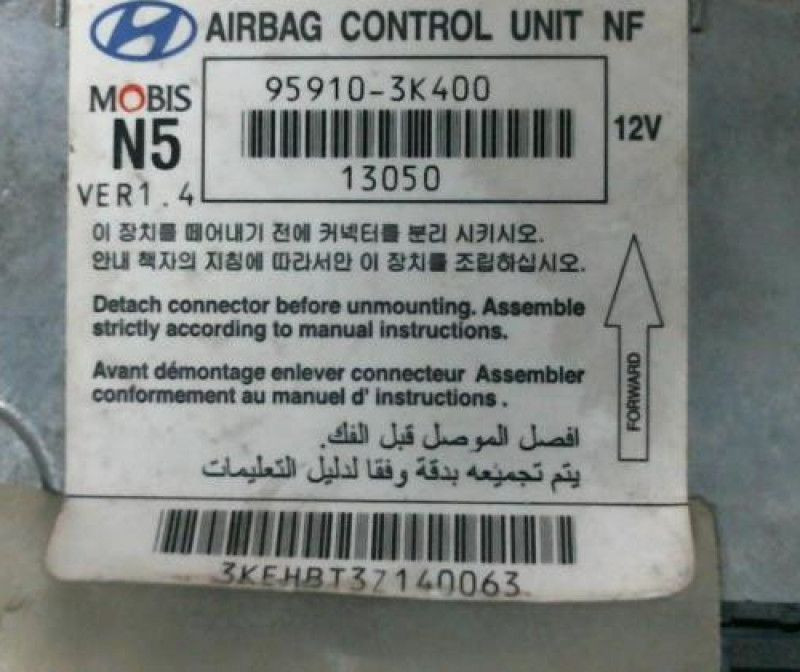 AIRBAG CONTROL UNIT NF
MOBIS
N5
VER1.4
95910-3K400
13050
12V
이 장치를 떼어내기 전에 커넥터를 분리 시키시오.
안내 책자의 지침에 따라서만 이 장치를 조립하십시오.
Detach connector before unmounting. Assemble
strictly according to manual instructions.
Avant démontage enlever connecteur Assembler
conformement au manuel d' instructions .
افصل الموصل قبل الفك.
يتم تجميعه بدقة وفقا لدليل التعليمات
FORWARD
3KEHBT3Z140063